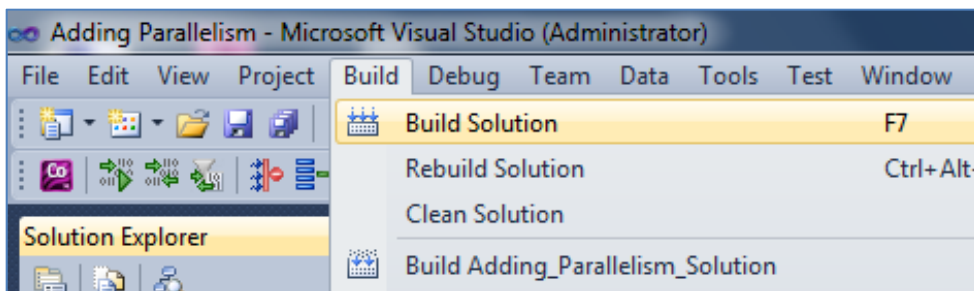 Adding Parallelism - Microsoft Visual Studio (Administrator)
File Edit View Project Build Debug Team Data Tools Test Window
Build Solution F7
Co
Rebuild Solution Ctrl+Alt+
Clean Solution
Solution Explorer
Build Adding_Parallelism_Solution